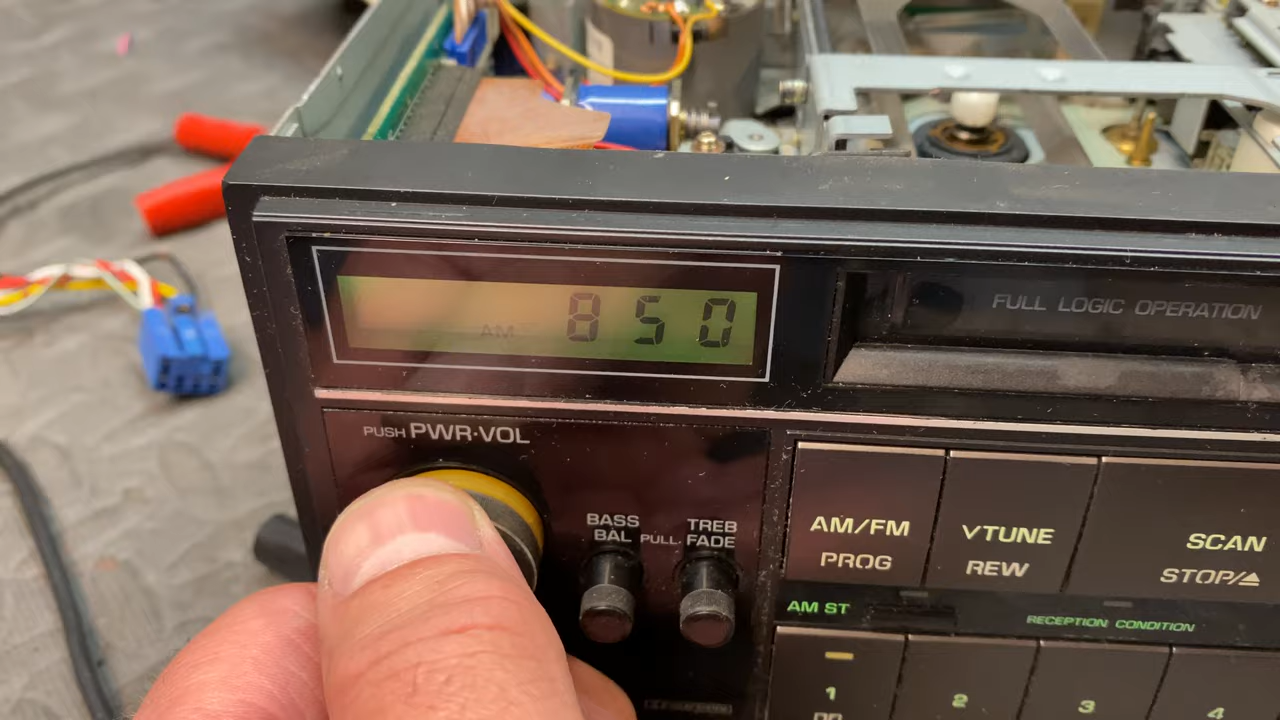 AM 850
FULL LOGIC OPERATION
PUSH PWR·VOL
BASS
BAL
PULL
TREB
FADE
AM/FM
PROG
∨TUNE
REW
SCAN
STOP/▲
AM ST
RECEPTION CONDITION
1
2
3
4